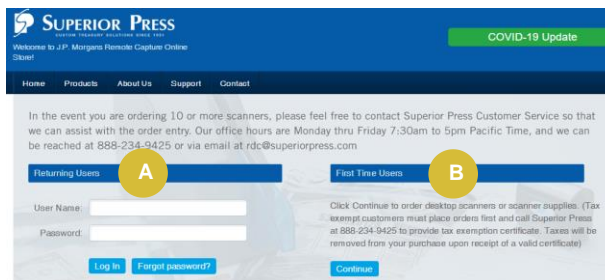 SUPERIOR PRESS
CUSTOM TREASURY SOLUTIONS SINCE 1931
Welcome to J.P. Morgans Remote Capture Online
Store!
COVID-19 Update
Home Products About Us Support Contact
In the event you are ordering 10 or more scanners, please feel free to contact Superior Press Customer Service so that
we can assist with the order entry. Our office hours are Monday thru Friday 7:30am to 5pm Pacific Time, and we can
be reached at 888-234-9425 or via email at rdc@superiorpress.com
Returning Users A
First Time Users B
User Name:
Password:
Log In Forgot password?
Click Continue to order desktop scanners or scanner supplies. (Tax
exempt customers must place orders first and call Superior Press
at 888-234-9425 to provide tax exemption certificate. Taxes will be
removed from your purchase upon receipt of a valid certificate)
Continue